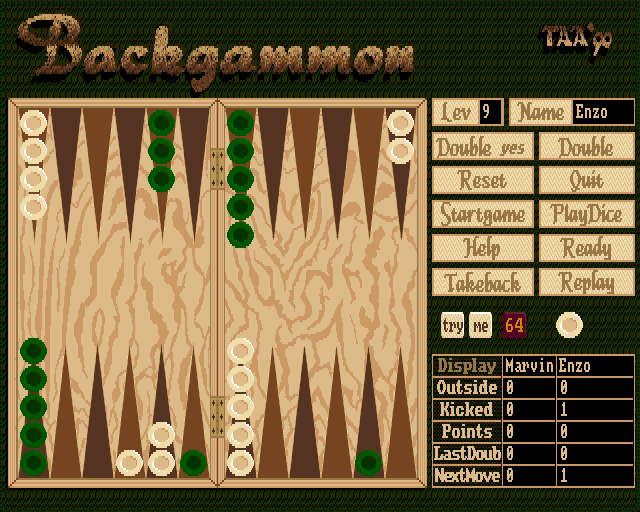 Backgammon
TAA'90
Lev 9 Name Enzo
Double yes Double
Reset Quit
Startgame PlayDice
Help Ready
Takeback Replay
try me 64
Display Marvin Enzo
Outside 0 0
Kicked 0 1
Points 0 0
LastDoub 0 0
NextMove 0 1